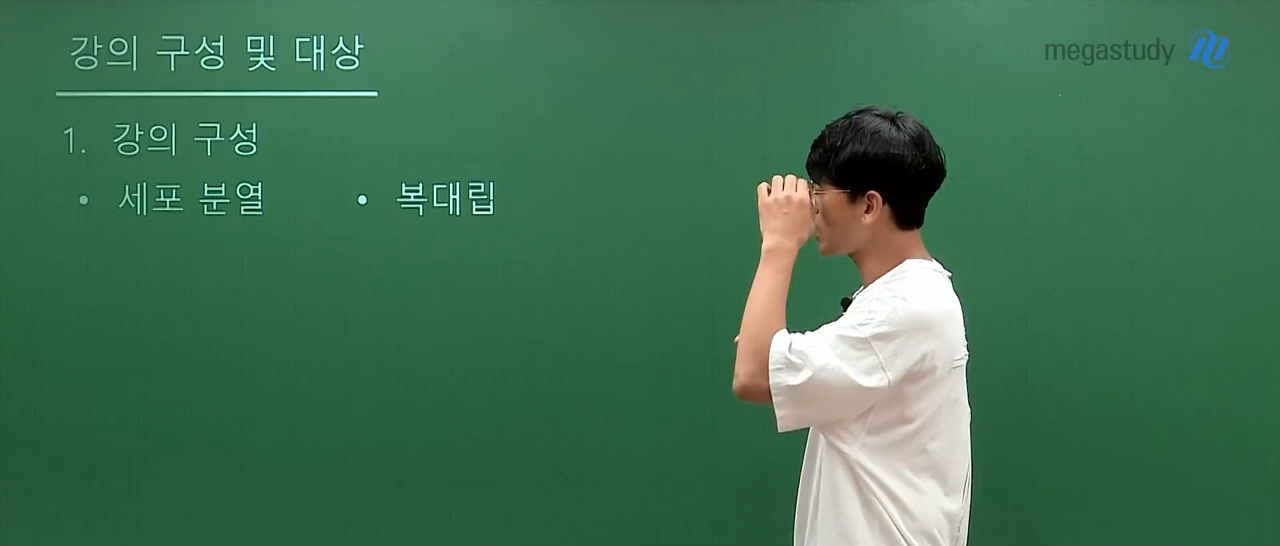 강의 구성 및 대상
megastudy
1. 강의 구성
• 세포 분열 • 복대립